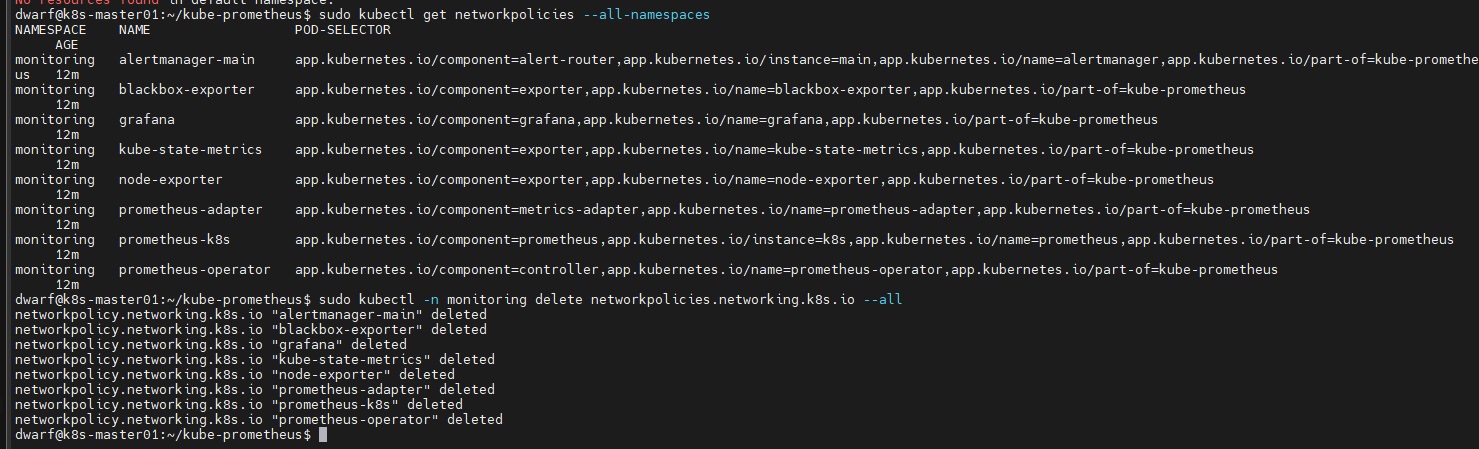 No resources found in default namespace.
dwarf@k8s-master01:~/kube-prometheus$ sudo kubectl get networkpolicies --all-namespaces
NAMESPACE    NAME                  POD-SELECTOR
     AGE
monitoring   alertmanager-main     app.kubernetes.io/component=alert-router,app.kubernetes.io/instance=main,app.kubernetes.io/name=alertmanager,app.kubernetes.io/part-of=kube-promethe
us   12m
monitoring   blackbox-exporter     app.kubernetes.io/component=exporter,app.kubernetes.io/name=blackbox-exporter,app.kubernetes.io/part-of=kube-prometheus
     12m
monitoring   grafana               app.kubernetes.io/component=grafana,app.kubernetes.io/name=grafana,app.kubernetes.io/part-of=kube-prometheus
     12m
monitoring   kube-state-metrics    app.kubernetes.io/component=exporter,app.kubernetes.io/name=kube-state-metrics,app.kubernetes.io/part-of=kube-prometheus
     12m
monitoring   node-exporter         app.kubernetes.io/component=exporter,app.kubernetes.io/name=node-exporter,app.kubernetes.io/part-of=kube-prometheus
     12m
monitoring   prometheus-adapter    app.kubernetes.io/component=metrics-adapter,app.kubernetes.io/name=prometheus-adapter,app.kubernetes.io/part-of=kube-prometheus
     12m
monitoring   prometheus-k8s        app.kubernetes.io/component=prometheus,app.kubernetes.io/instance=k8s,app.kubernetes.io/name=prometheus,app.kubernetes.io/part-of=kube-prometheus
     12m
monitoring   prometheus-operator   app.kubernetes.io/component=controller,app.kubernetes.io/name=prometheus-operator,app.kubernetes.io/part-of=kube-prometheus
     12m
dwarf@k8s-master01:~/kube-prometheus$ sudo kubectl -n monitoring delete networkpolicies.networking.k8s.io --all
networkpolicy.networking.k8s.io "alertmanager-main" deleted
networkpolicy.networking.k8s.io "blackbox-exporter" deleted
networkpolicy.networking.k8s.io "grafana" deleted
networkpolicy.networking.k8s.io "kube-state-metrics" deleted
networkpolicy.networking.k8s.io "node-exporter" deleted
networkpolicy.networking.k8s.io "prometheus-adapter" deleted
networkpolicy.networking.k8s.io "prometheus-k8s" deleted
networkpolicy.networking.k8s.io "prometheus-operator" deleted
dwarf@k8s-master01:~/kube-prometheus$